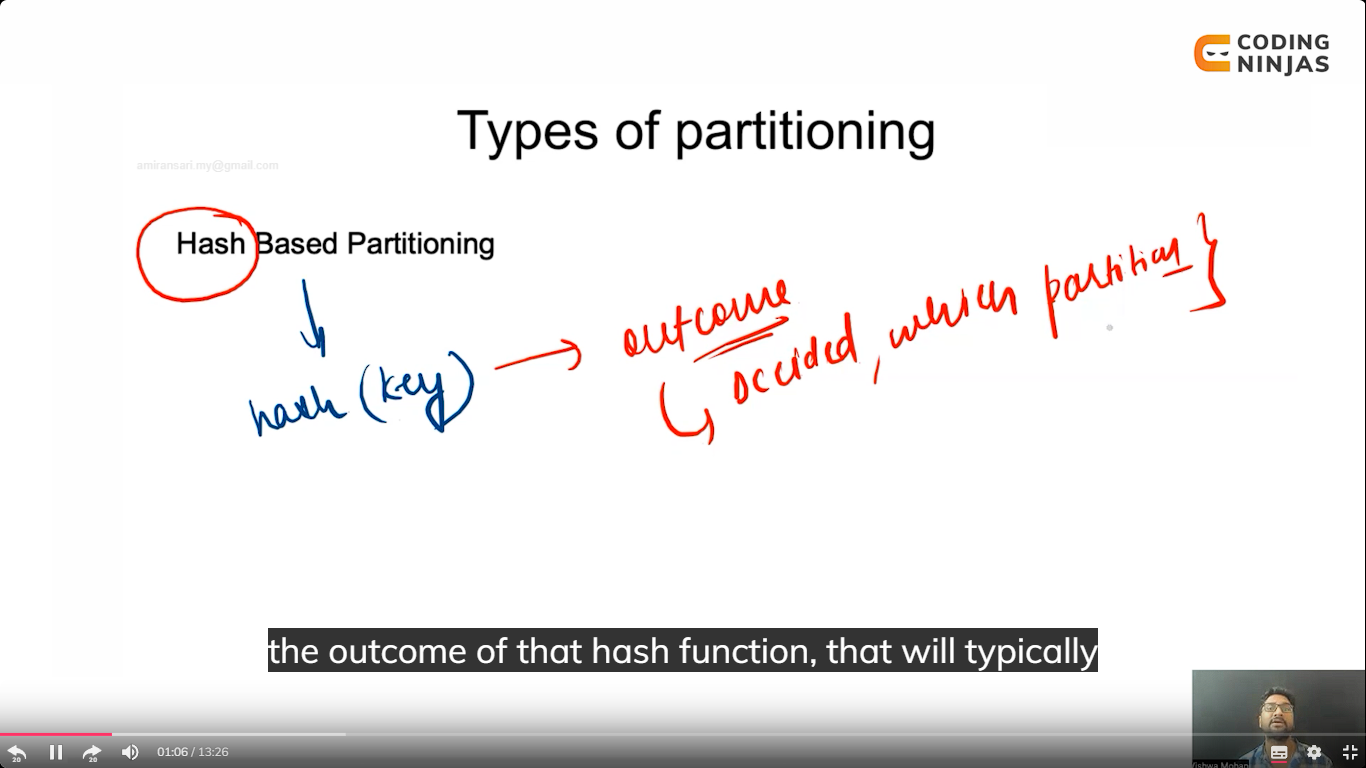 CODING
NINJAS
Types of partitioning
amiransari.my@gmail.com
Hash Based Partitioning
hash (key)
outcome
decided, which partition
the outcome of that hash function, that will typically
20
20
01:06 / 13:26
Vishwa Mohan